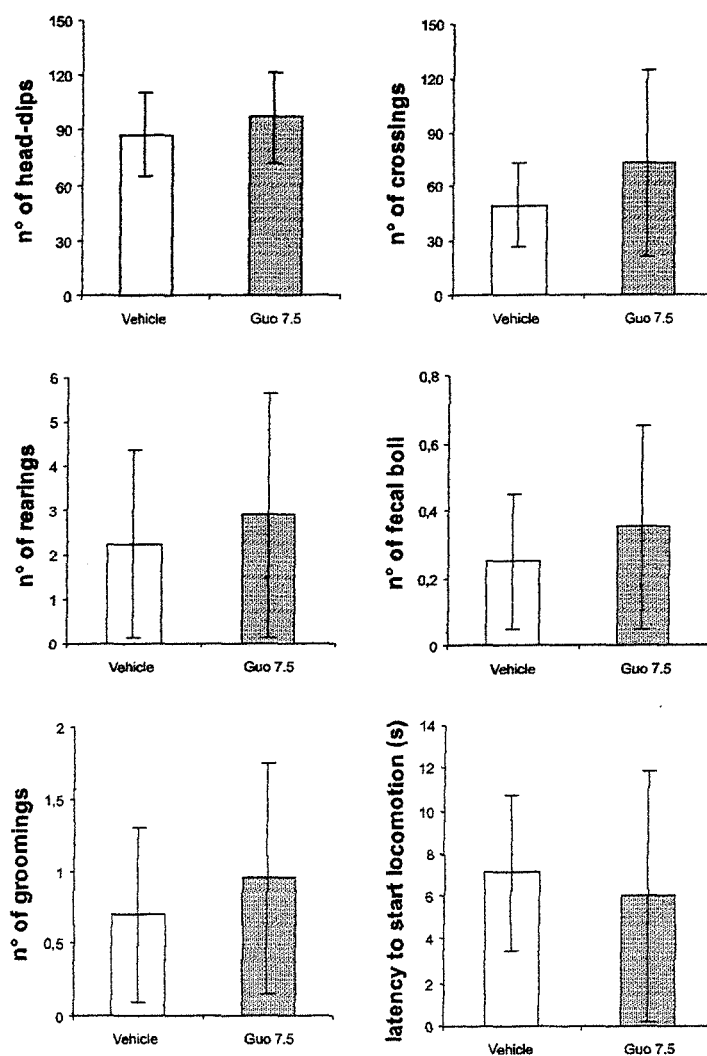 n° of head-dips
150
120
90
60
30
0
Vehicle
Guo 7.5
n° of crossings
150
120
90
60
30
0
Vehicle
Guo 7.5
n° of rearings
6
5
4
3
2
1
0
Vehicle
Guo 7.5
n° of fecal boli
0,8
0,6
0,4
0,2
0
Vehicle
Guo 7.5
n° of groomings
2
1.5
1
0.5
0
Vehicle
Guo 7.5
latency to start locomotion (s)
14
12
10
8
6
4
2
0
Vehicle
Guo 7.5